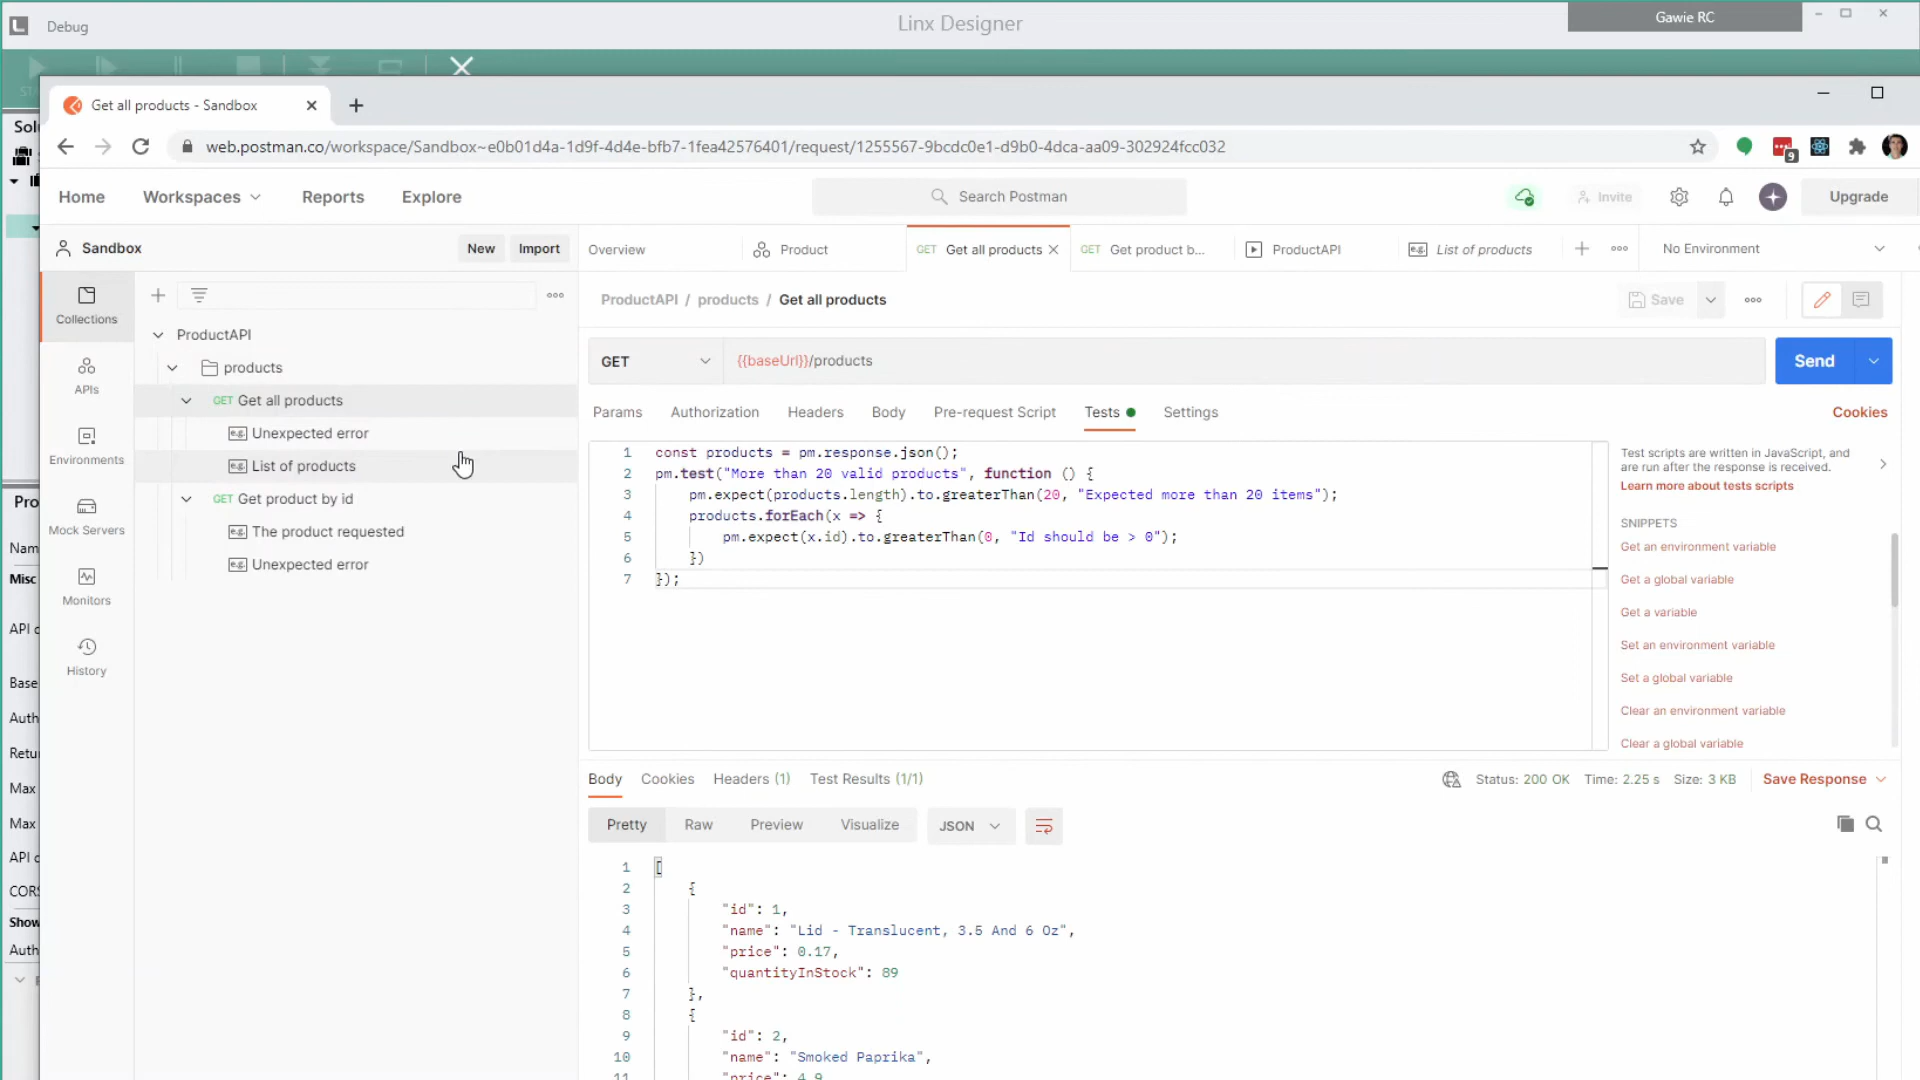 Debug
Linx Designer
Gawie RC
Get all products - Sandbox
web.postman.co/workspace/Sandbox~e0b01d4a-1d9f-4d4e-bfb7-1fea42576401/request/1255567-9bcdc0e1-d9b0-4dca-aa09-302924fcc032
9
Home
Workspaces
Reports
Explore
Search Postman
Invite
Upgrade
Sandbox
New
Import
Overview
Product
GET Get all products
GET Get product b...
ProductAPI
e.g. List of products
No Environment
Sol
Collections
APIs
Environments
Mock Servers
Monitors
History
ProductAPI
products
GET Get all products
e.g. Unexpected error
e.g. List of products
GET Get product by id
e.g. The product requested
e.g. Unexpected error
Pro
Nam
Misc
API
Base
Auth
Retu
Max
Max
API
CORS
Show
Auth
ProductAPI / products / Get all products
Save
GET
{{baseUrl}}/products
Send
Params
Authorization
Headers
Body
Pre-request Script
Tests
Settings
Cookies
1 const products = pm.response.json();
2 pm.test("More than 20 valid products", function () {
3 pm.expect(products.length).to.greaterThan(20, "Expected more than 20 items");
4 products.forEach(x => {
5 pm.expect(x.id).to.greaterThan(0, "Id should be > 0");
6 })
7 });
Test scripts are written in JavaScript, and
are run after the response is received.
Learn more about tests scripts
SNIPPETS
Get an environment variable
Get a global variable
Get a variable
Set an environment variable
Set a global variable
Clear an environment variable
Clear a global variable
Body
Cookies
Headers (1)
Test Results (1/1)
Status: 200 OK
Time: 2.25 s
Size: 3 KB
Save Response
Pretty
Raw
Preview
Visualize
JSON
1 [
2 {
3 "id": 1,
4 "name": "Lid - Translucent, 3.5 And 6 Oz",
5 "price": 0.17,
6 "quantityInStock": 89
7 },
8 {
9 "id": 2,
10 "name": "Smoked Paprika",
11 "price": 4.9